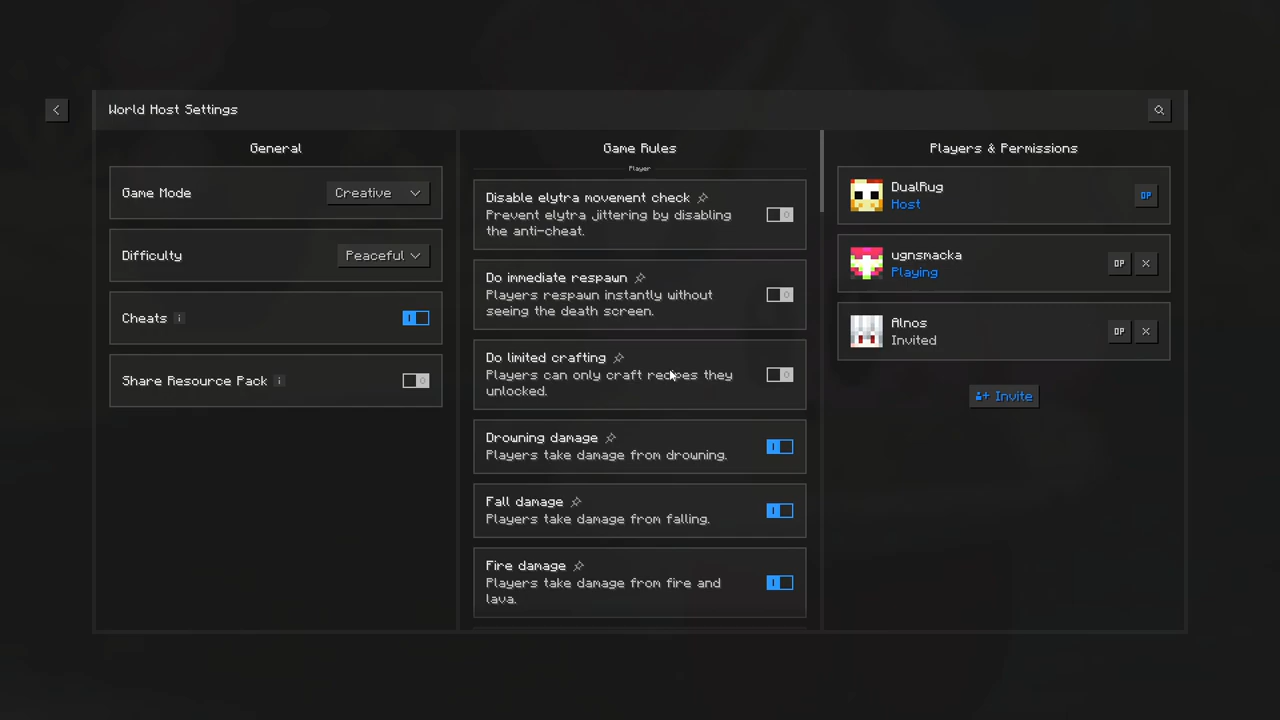 World Host Settings
General
Game Mode
Creative
Difficulty
Peaceful
Cheats i
Share Resource Pack i
Game Rules
Player
Disable elytra movement check
Prevent elytra jittering by disabling
the anti-cheat.
Do immediate respawn
Players respawn instantly without
seeing the death screen.
Do limited crafting
Players can only craft recipes they
unlocked.
Drowning damage
Players take damage from drowning.
Fall damage
Players take damage from falling.
Fire damage
Players take damage from fire and
lava.
Players & Permissions
DualRug
Host
OP
ugnsmacka
Playing
OP
Alnos
Invited
OP
Invite